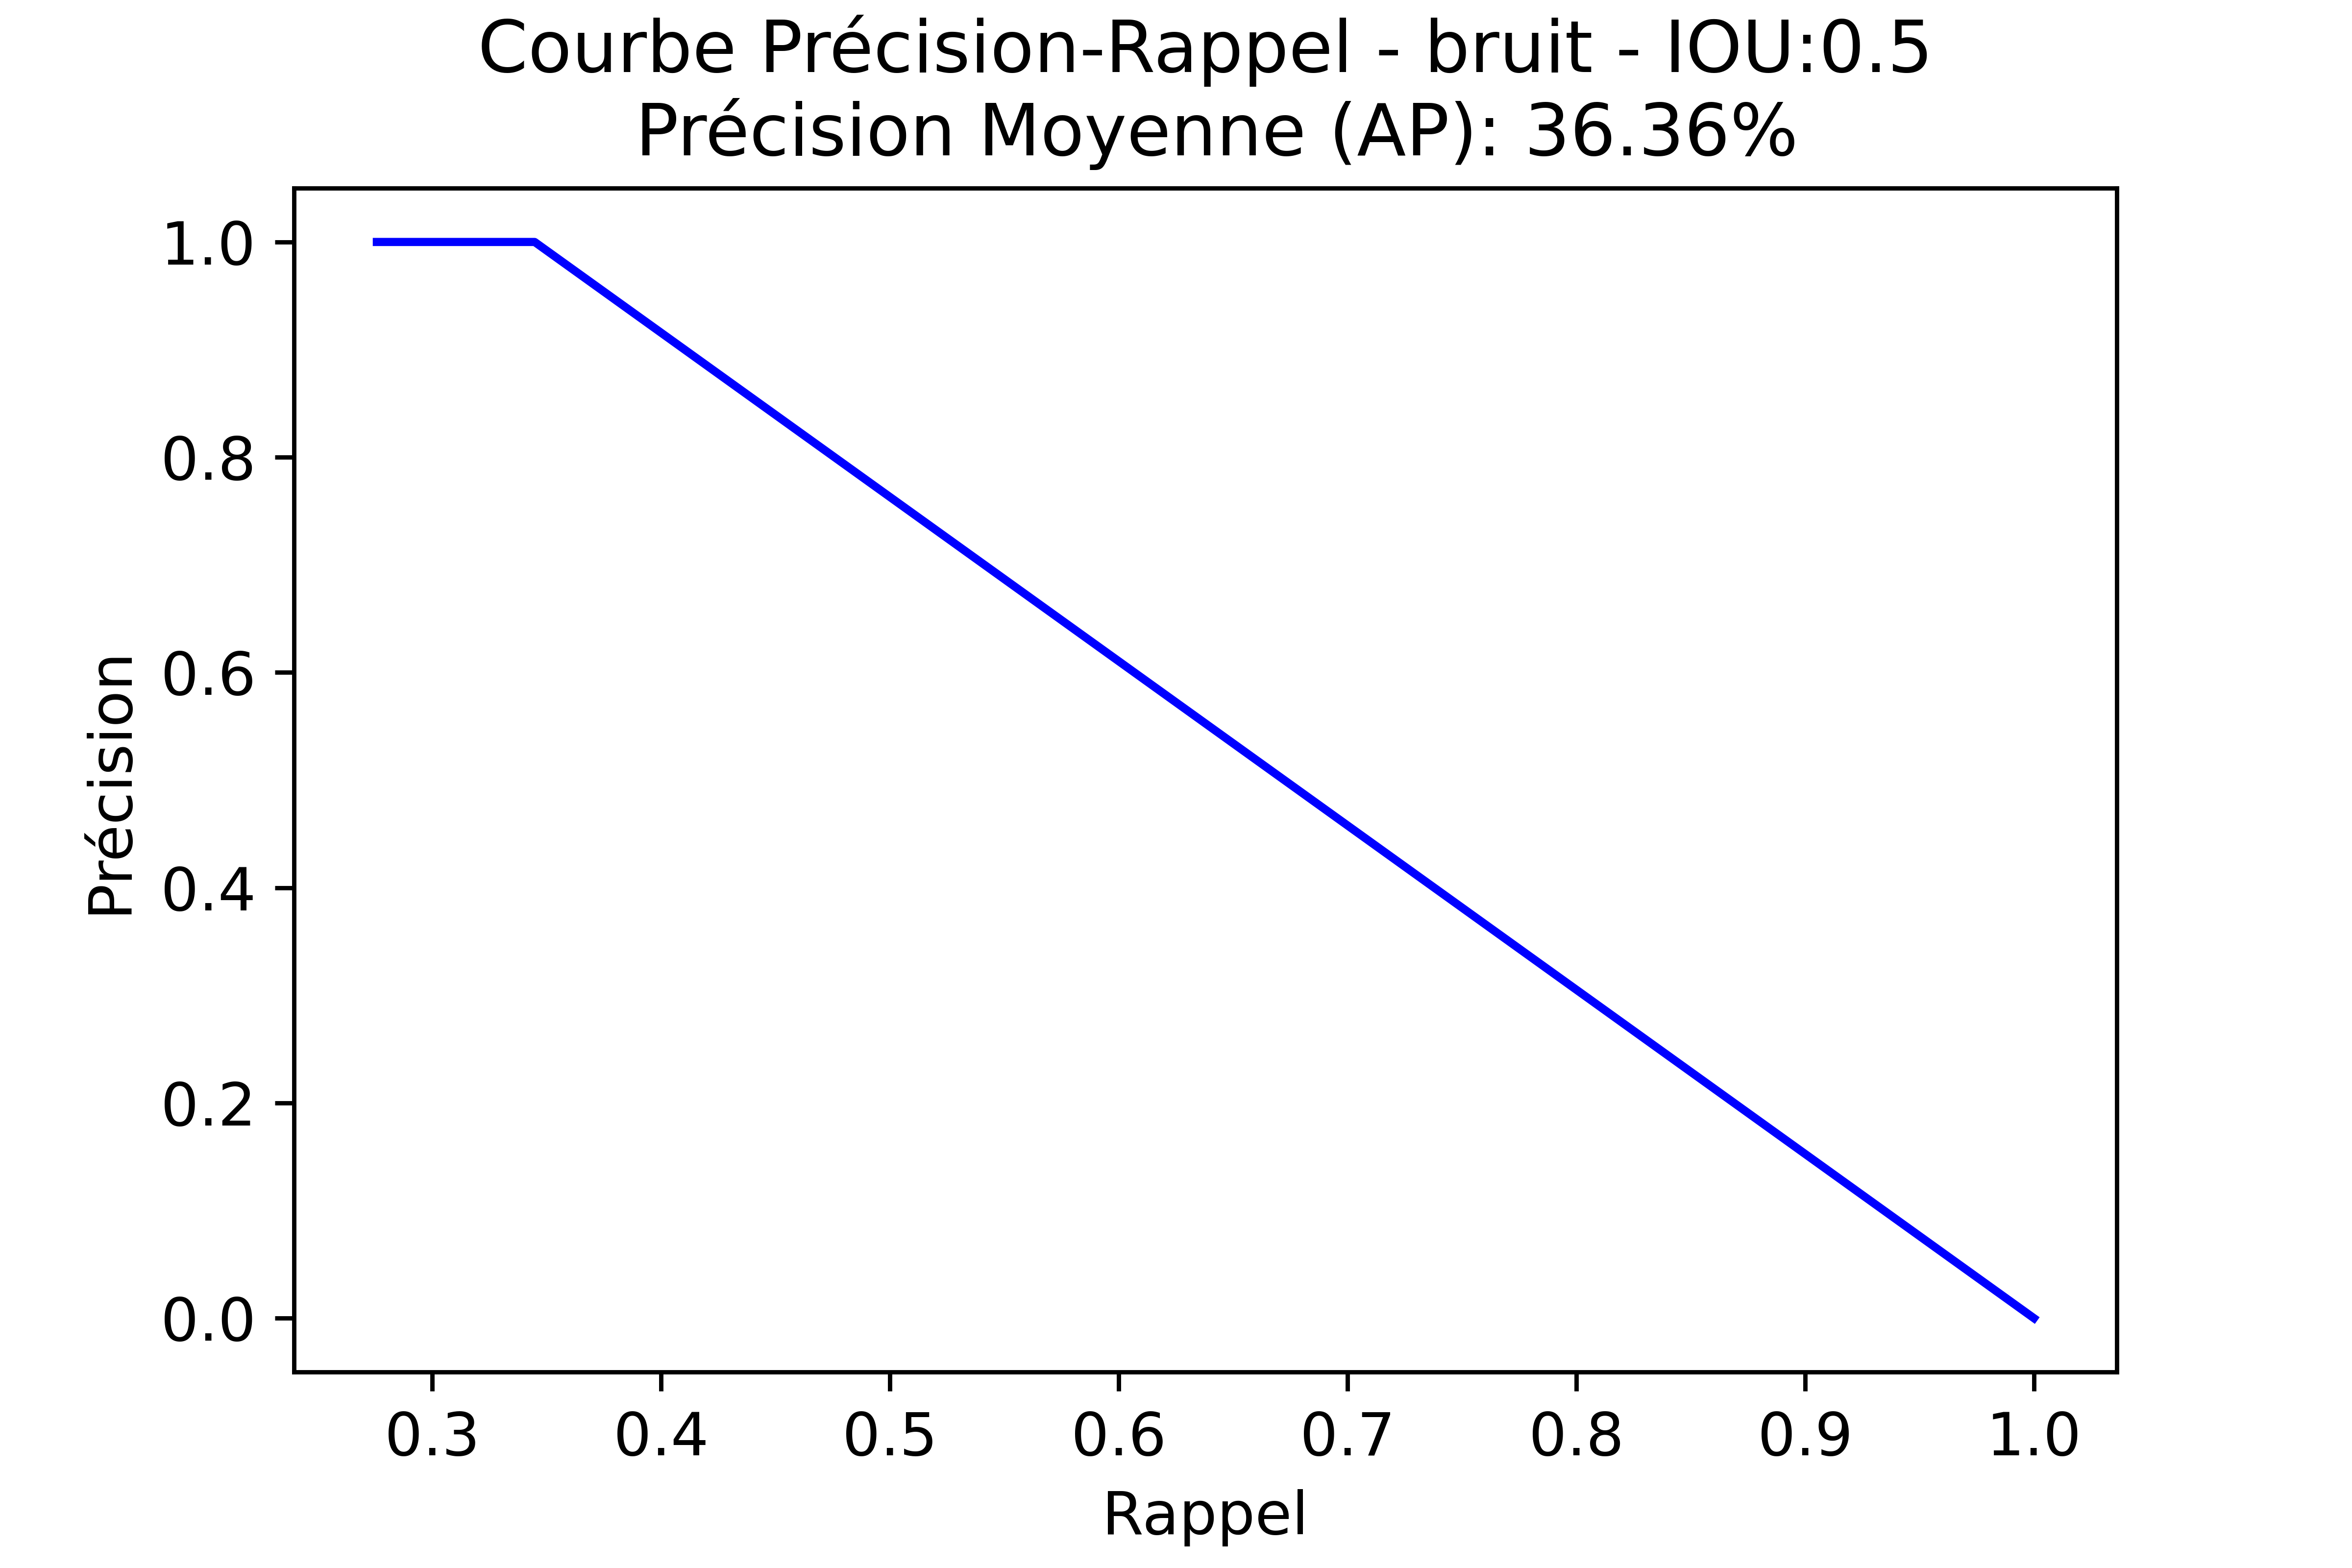 Courbe Précision-Rappel - bruit - IOU:0.5
Précision Moyenne (AP): 36.36%
1.0
0.8
0.6
0.4
0.2
0.0
Précision
0.3 0.4 0.5 0.6 0.7 0.8 0.9 1.0
Rappel